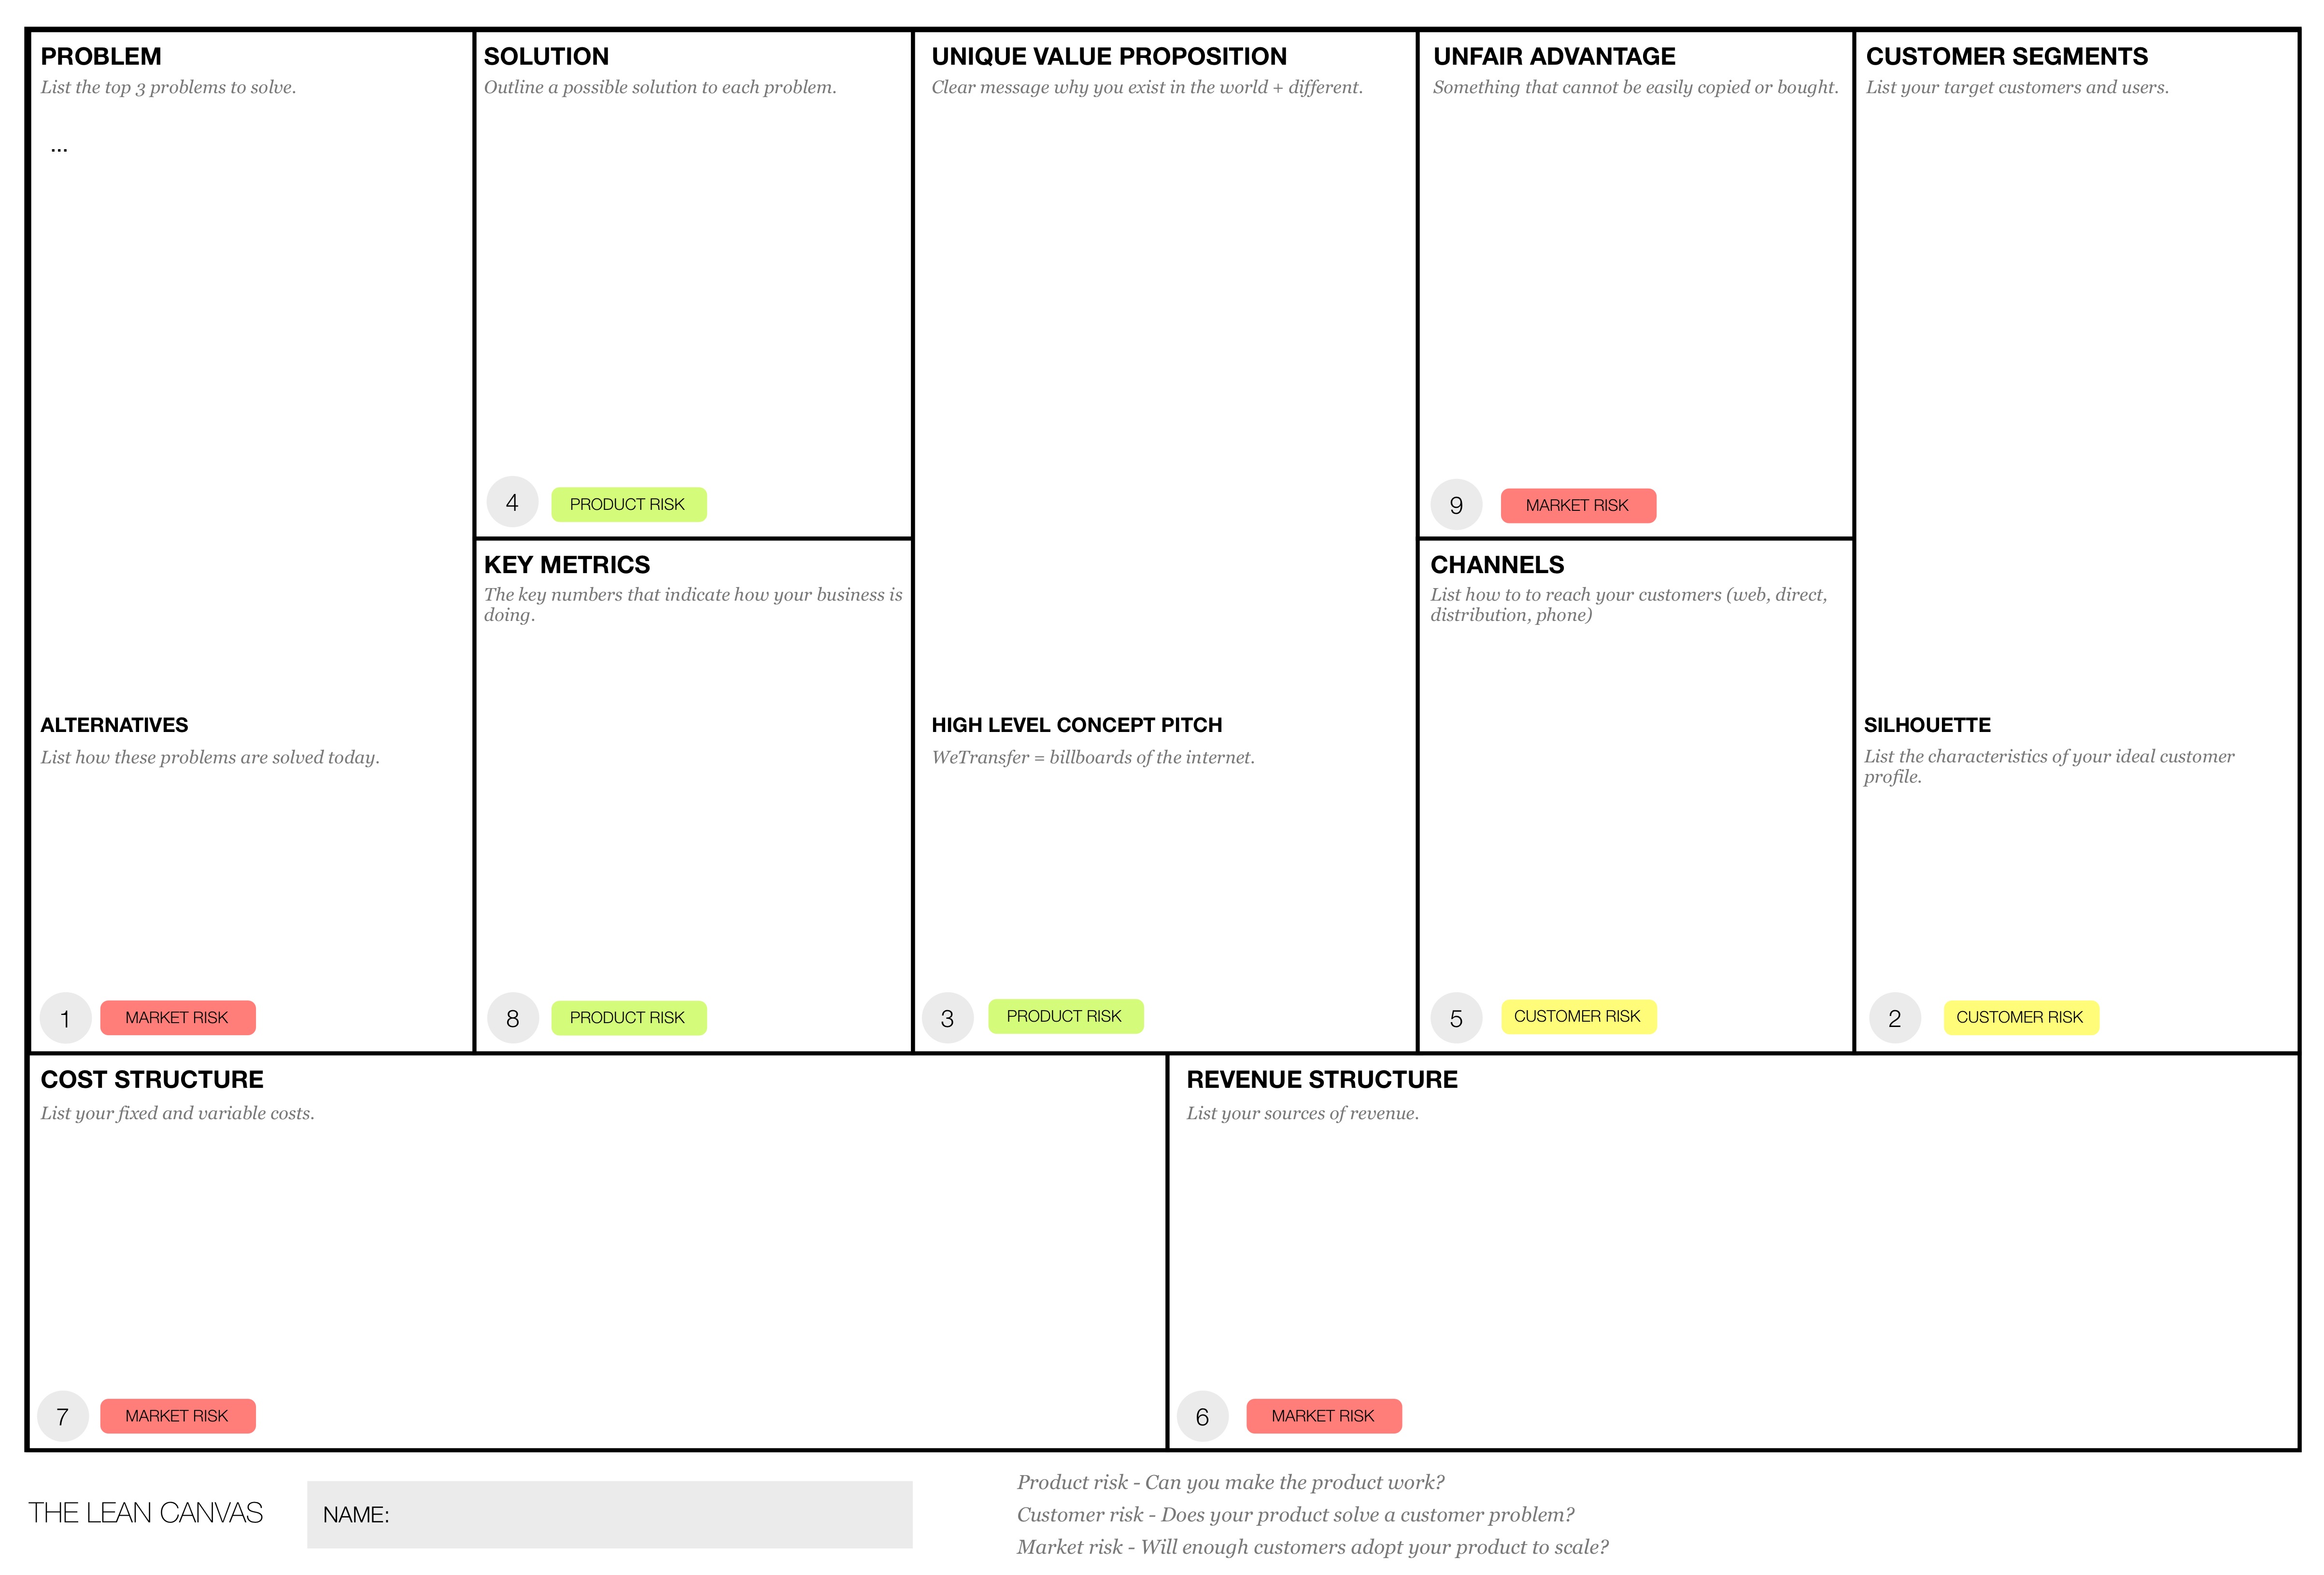 PROBLEM
List the top 3 problems to solve.
...
ALTERNATIVES
List how these problems are solved today.
1
MARKET RISK
SOLUTION
Outline a possible solution to each problem.
4
PRODUCT RISK
KEY METRICS
The key numbers that indicate how your business is
doing.
8
PRODUCT RISK
UNIQUE VALUE PROPOSITION
Clear message why you exist in the world + different.
HIGH LEVEL CONCEPT PITCH
WeTransfer = billboards of the internet.
3
PRODUCT RISK
UNFAIR ADVANTAGE
Something that cannot be easily copied or bought.
9
MARKET RISK
CHANNELS
List how to to reach your customers (web, direct,
distribution, phone)
5
CUSTOMER RISK
CUSTOMER SEGMENTS
List your target customers and users.
SILHOUETTE
List the characteristics of your ideal customer
profile.
2
CUSTOMER RISK
COST STRUCTURE
List your fixed and variable costs.
7
MARKET RISK
REVENUE STRUCTURE
List your sources of revenue.
6
MARKET RISK
THE LEAN CANVAS
NAME:
Product risk - Can you make the product work?
Customer risk - Does your product solve a customer problem?
Market risk - Will enough customers adopt your product to scale?